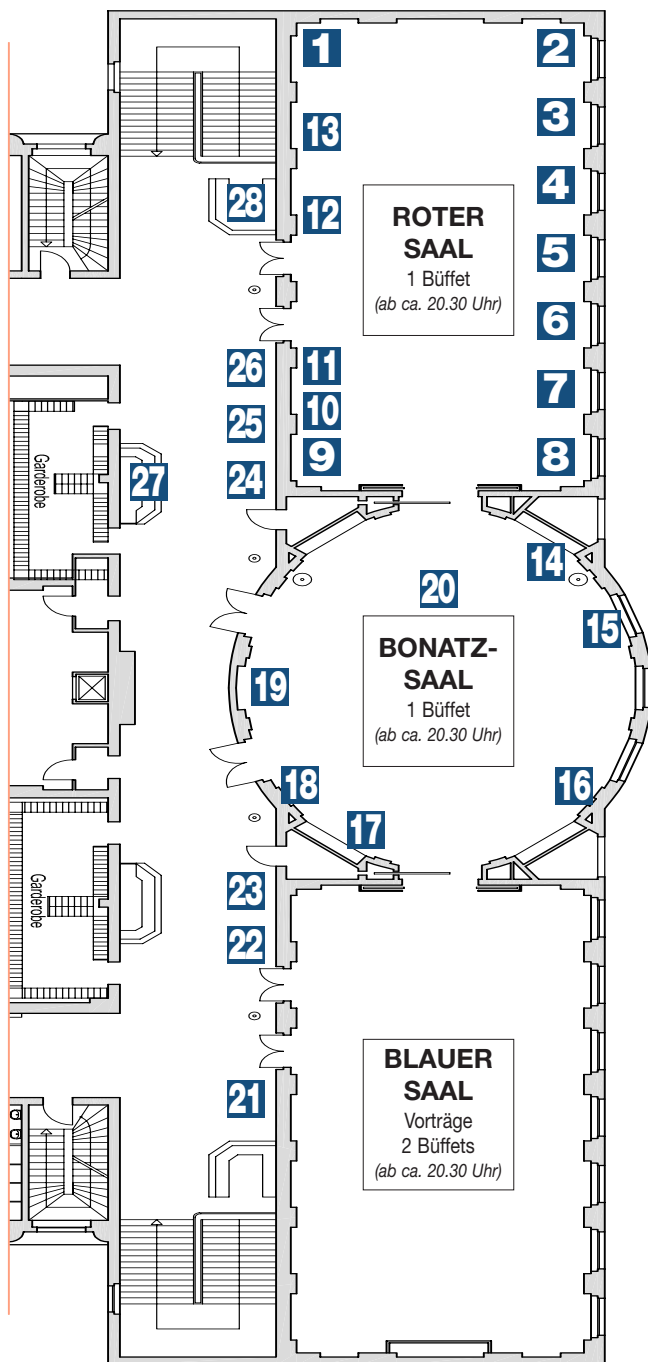 1
2
3
13
4
28
12
ROTER
SAAL
1 Büffet
(ab ca. 20.30 Uhr)
5
6
26
11
7
25
10
24
9
8
27
Garderobe
14
20
15
BONATZ-
SAAL
1 Büffet
(ab ca. 20.30 Uhr)
19
18
16
17
23
Garderobe
22
BLAUER
SAAL
Vorträge
2 Büffets
(ab ca. 20.30 Uhr)
21